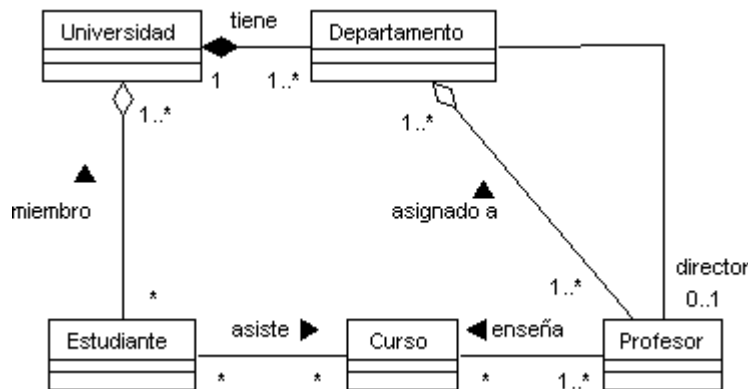 tiene
Universidad
Departamento
1
1..*
1..*
1..*
miembro
asignado a
*
1..*
director
0..1
Estudiante
asiste
Curso
enseña
Profesor
*
*
*
1..*